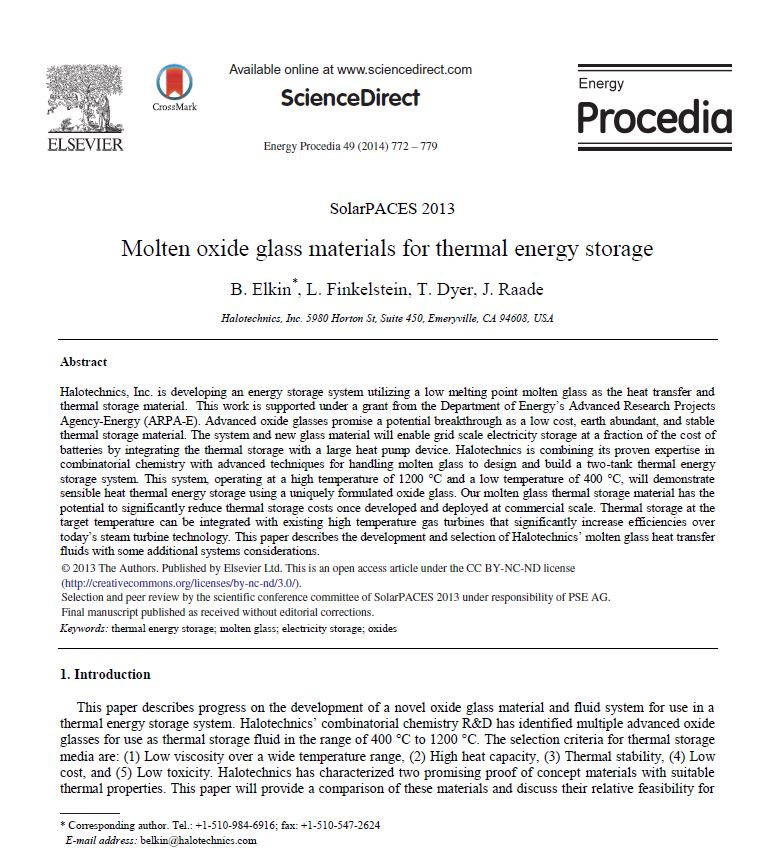 Available online at www.sciencedirect.com
ScienceDirect
ELSEVIER
CrossMark
Energy
Procedia
Energy Procedia 49 (2014) 772 – 779
SolarPACES 2013
Molten oxide glass materials for thermal energy storage
B. Elkin*, L. Finkelstein, T. Dyer, J. Raade
Halotechnics, Inc. 5980 Horton St, Suite 450, Emeryville, CA 94608, USA
Abstract
Halotechnics, Inc. is developing an energy storage system utilizing a low melting point molten glass as the heat transfer and
thermal storage material. This work is supported under a grant from the Department of Energy's Advanced Research Projects
Agency-Energy (ARPA-E). Advanced oxide glasses promise a potential breakthrough as a low cost, earth abundant, and stable
thermal storage material. The system and new glass material will enable grid scale electricity storage at a fraction of the cost of
batteries by integrating the thermal storage with a large heat pump device. Halotechnics is combining its proven expertise in
combinatorial chemistry with advanced techniques for handling molten glass to design and build a two-tank thermal energy
storage system. This system, operating at a high temperature of 1200 °C and a low temperature of 400 °C, will demonstrate
sensible heat thermal energy storage using a uniquely formulated oxide glass. Our molten glass thermal storage material has the
potential to significantly reduce thermal storage costs once developed and deployed at commercial scale. Thermal storage at the
target temperature can be integrated with existing high temperature gas turbines that significantly increase efficiencies over
today's steam turbine technology. This paper describes the development and selection of Halotechnics' molten glass heat transfer
fluids with some additional systems considerations.
© 2013 The Authors. Published by Elsevier Ltd. This is an open access article under the CC BY-NC-ND license
(http://creativecommons.org/licenses/by-nc-nd/3.0/).
Selection and peer review by the scientific conference committee of SolarPACES 2013 under responsibility of PSE AG.
Final manuscript published as received without editorial corrections.
Keywords: thermal energy storage; molten glass; electricity storage; oxides
1. Introduction
This paper describes progress on the development of a novel oxide glass material and fluid system for use in a
thermal energy storage system. Halotechnics' combinatorial chemistry R&D has identified multiple advanced oxide
glasses for use as thermal storage fluid in the range of 400 °C to 1200 °C. The selection criteria for thermal storage
media are: (1) Low viscosity over a wide temperature range, (2) High heat capacity, (3) Thermal stability, (4) Low
cost, and (5) Low toxicity. Halotechnics has characterized two promising proof of concept materials with suitable
thermal properties. This paper will provide a comparison of these materials and discuss their relative feasibility for
* Corresponding author. Tel.: +1-510-984-6916; fax: +1-510-547-2624
E-mail address: belkin@halotechnics.com